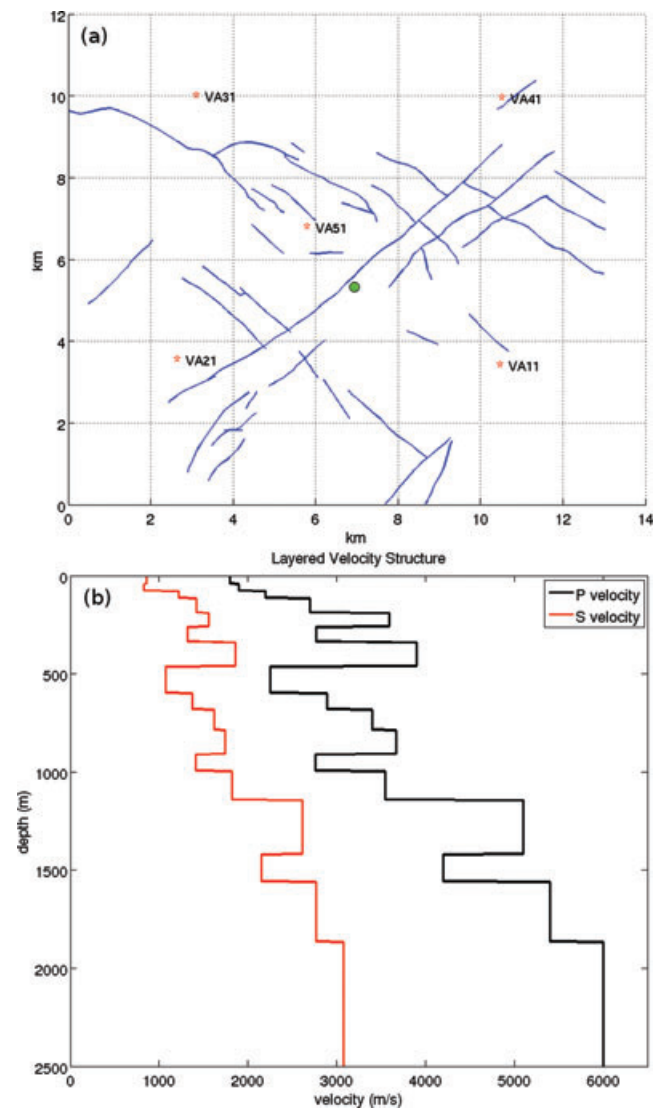 12
(a)
VA31
VA41
10
8
VA51
km
6
4
VA21
VA11
2
0
0 2 4 6 8 10 12 14
km
Layered Velocity Structure
0
(b)
P velocity
S velocity
500
1000
depth (m)
1500
2000
2500
0 1000 2000 3000 4000 5000 6000
velocity (m/s)